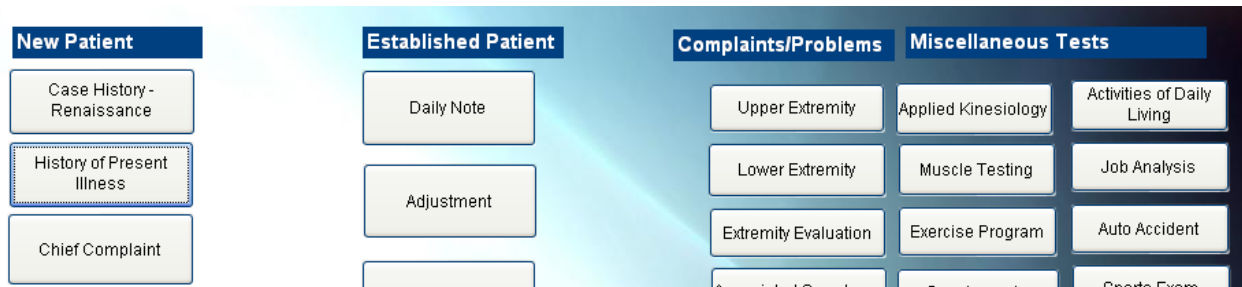 New Patient
Case History -
Renaissance
History of Present
Illness
Chief Complaint
Established Patient
Daily Note
Adjustment
Complaints/Problems
Upper Extremity
Lower Extremity
Extremity Evaluation
Miscellaneous Tests
Applied Kinesiology
Muscle Testing
Exercise Program
Activities of Daily
Living
Job Analysis
Auto Accident
Sports Exam